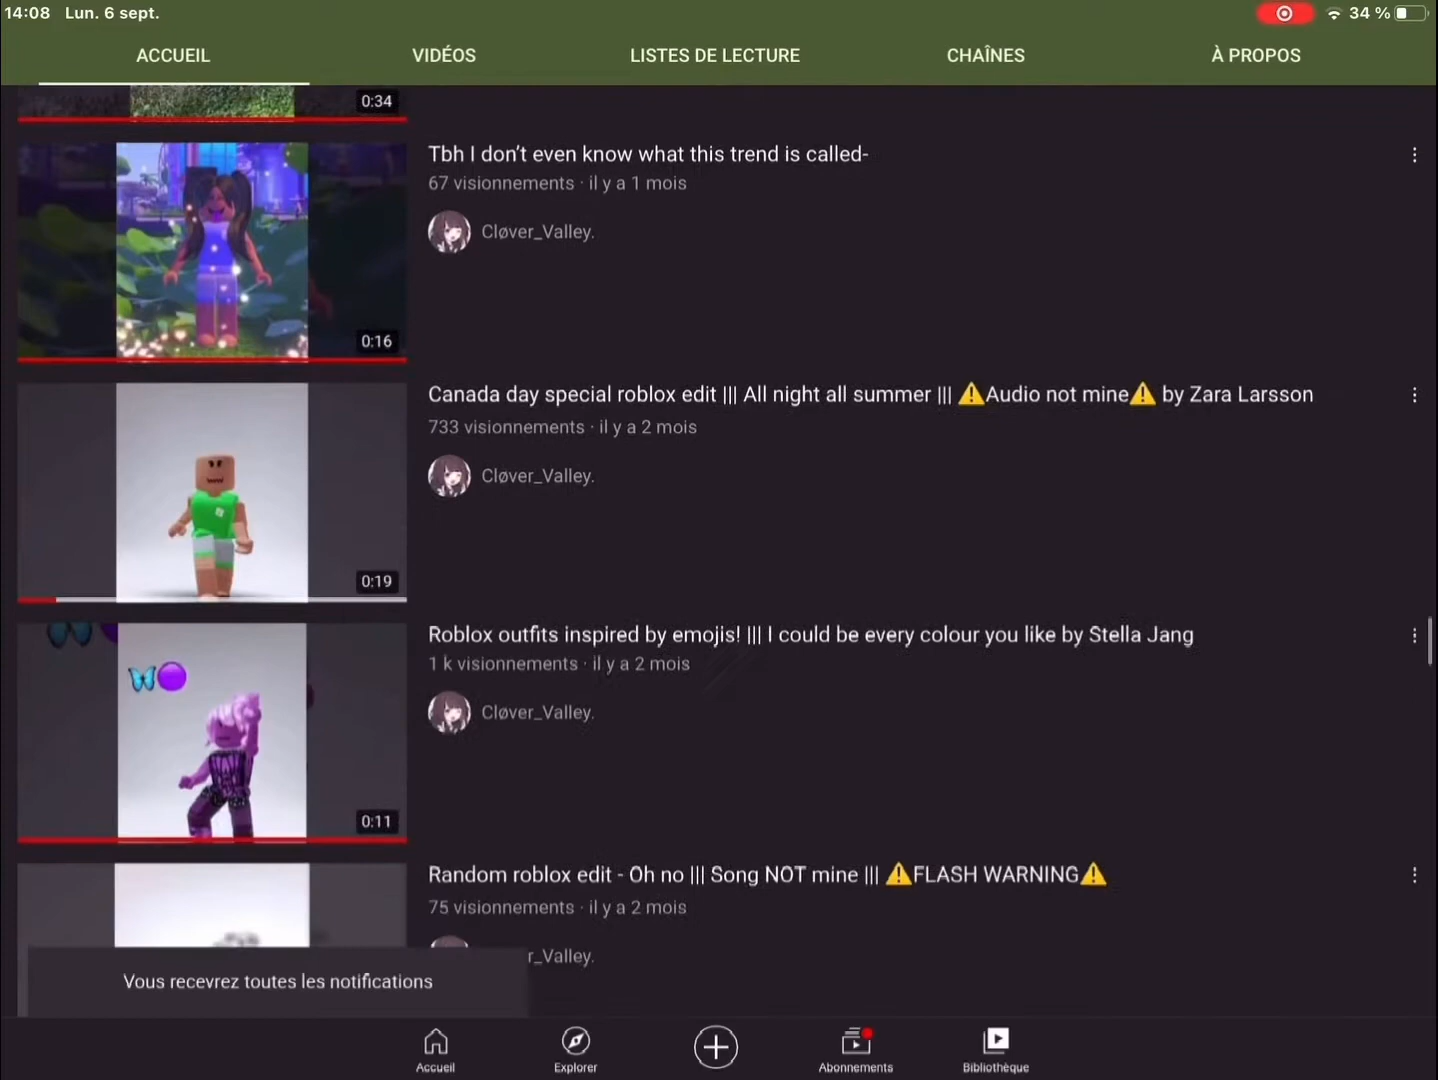 14:08 Lun. 6 sept. 34 %
ACCUEIL VIDÉOS LISTES DE LECTURE CHAÎNES À PROPOS
0:34
Tbh I don’t even know what this trend is called-
67 visionnements · il y a 1 mois
Cløver_Valley.
0:16
Canada day special roblox edit ||| All night all summer ||| ⚠️Audio not mine⚠️ by Zara Larsson
733 visionnements · il y a 2 mois
Cløver_Valley.
0:19
Roblox outfits inspired by emojis! ||| I could be every colour you like by Stella Jang
1 k visionnements · il y a 2 mois
Cløver_Valley.
0:11
Random roblox edit - Oh no ||| Song NOT mine ||| ⚠️FLASH WARNING⚠️
75 visionnements · il y a 2 mois
r_Valley.
Vous recevrez toutes les notifications
Accueil Explorer Abonnements Bibliothèque